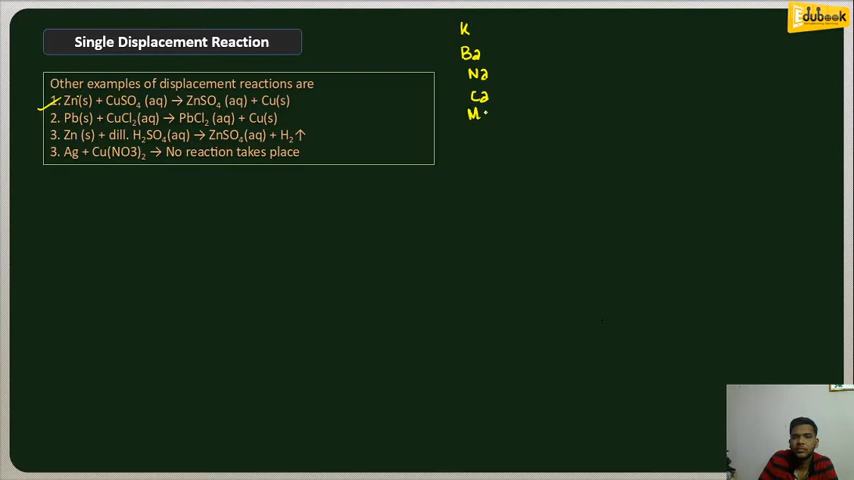 Single Displacement Reaction
Other examples of displacement reactions are
1. Zn(s) + CuSO₄ (aq) → ZnSO₄ (aq) + Cu(s)
2. Pb(s) + CuCl₂(aq) → PbCl₂ (aq) + Cu(s)
3. Zn (s) + dill. H₂SO₄(aq) → ZnSO₄(aq) + H₂↑
3. Ag + Cu(NO3)₂ → No reaction takes place
K
Ba
Na
Ca
M
Edubook